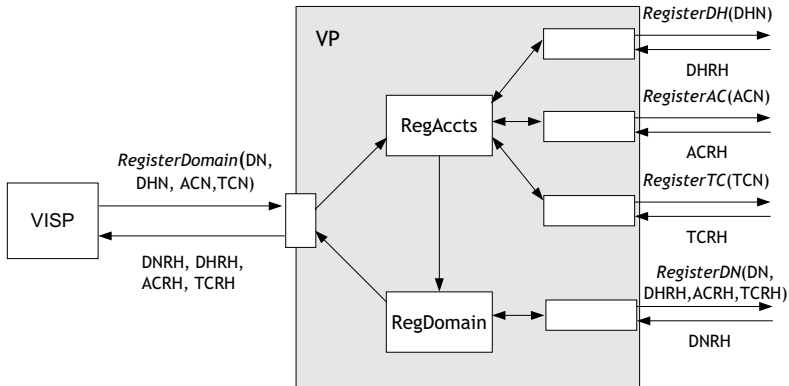 VP
RegisterDH(DHN)
DHRH
RegisterAC(ACN)
RegAccts
ACRH
RegisterDomain(DN,
DHN, ACN,TCN)
RegisterTC(TCN)
VISP
TCRH
DNRH, DHRH,
ACRH, TCRH
RegisterDN(DN,
DHRH,ACRH,TCRH)
RegDomain
DNRH